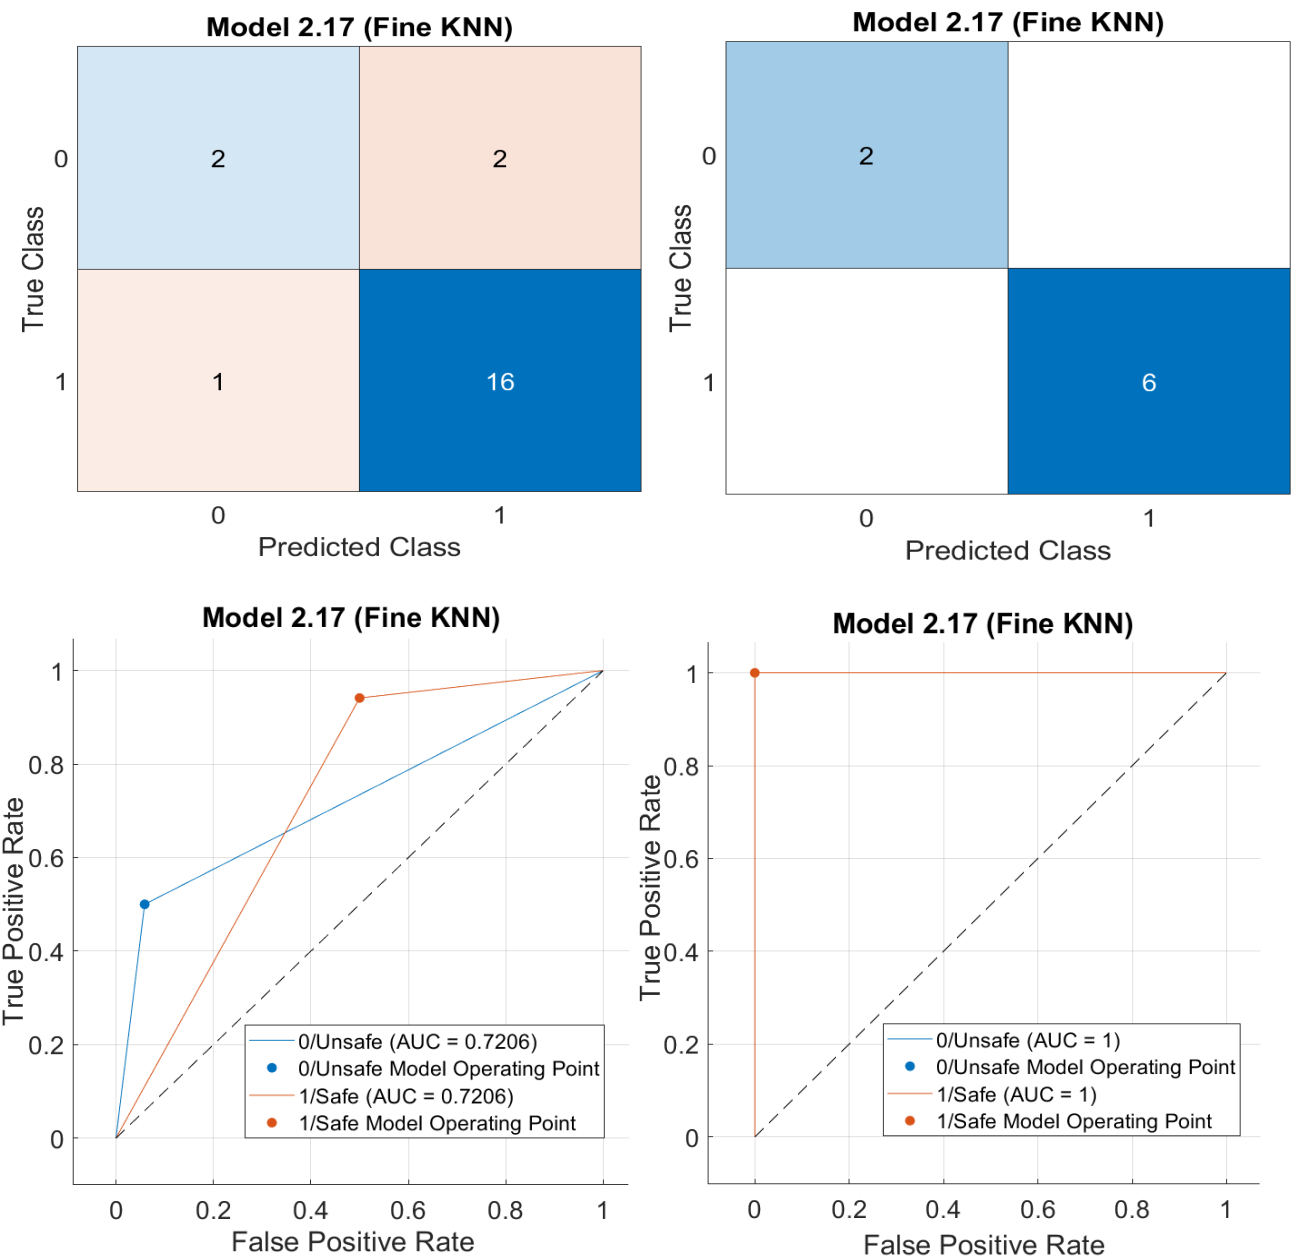 Model 2.17 (Fine KNN)
0
2
2
1
1
16
0
1
True Class
Predicted Class
Model 2.17 (Fine KNN)
0
2
1
6
0
1
True Class
Predicted Class
Model 2.17 (Fine KNN)
1
0.8
0.6
0.4
0.2
0
True Positive Rate
0/Unsafe (AUC = 0.7206)
0/Unsafe Model Operating Point
1/Safe (AUC = 0.7206)
1/Safe Model Operating Point
0
0.2
0.4
0.6
0.8
1
False Positive Rate
Model 2.17 (Fine KNN)
1
0.8
0.6
0.4
0.2
0
True Positive Rate
0/Unsafe (AUC = 1)
0/Unsafe Model Operating Point
1/Safe (AUC = 1)
1/Safe Model Operating Point
0
0.2
0.4
0.6
0.8
1
False Positive Rate